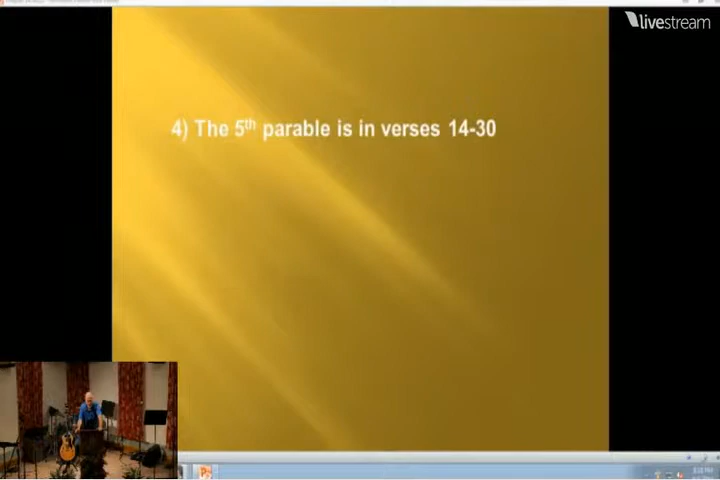 livestream
4) The 5th parable is in verses 14-30